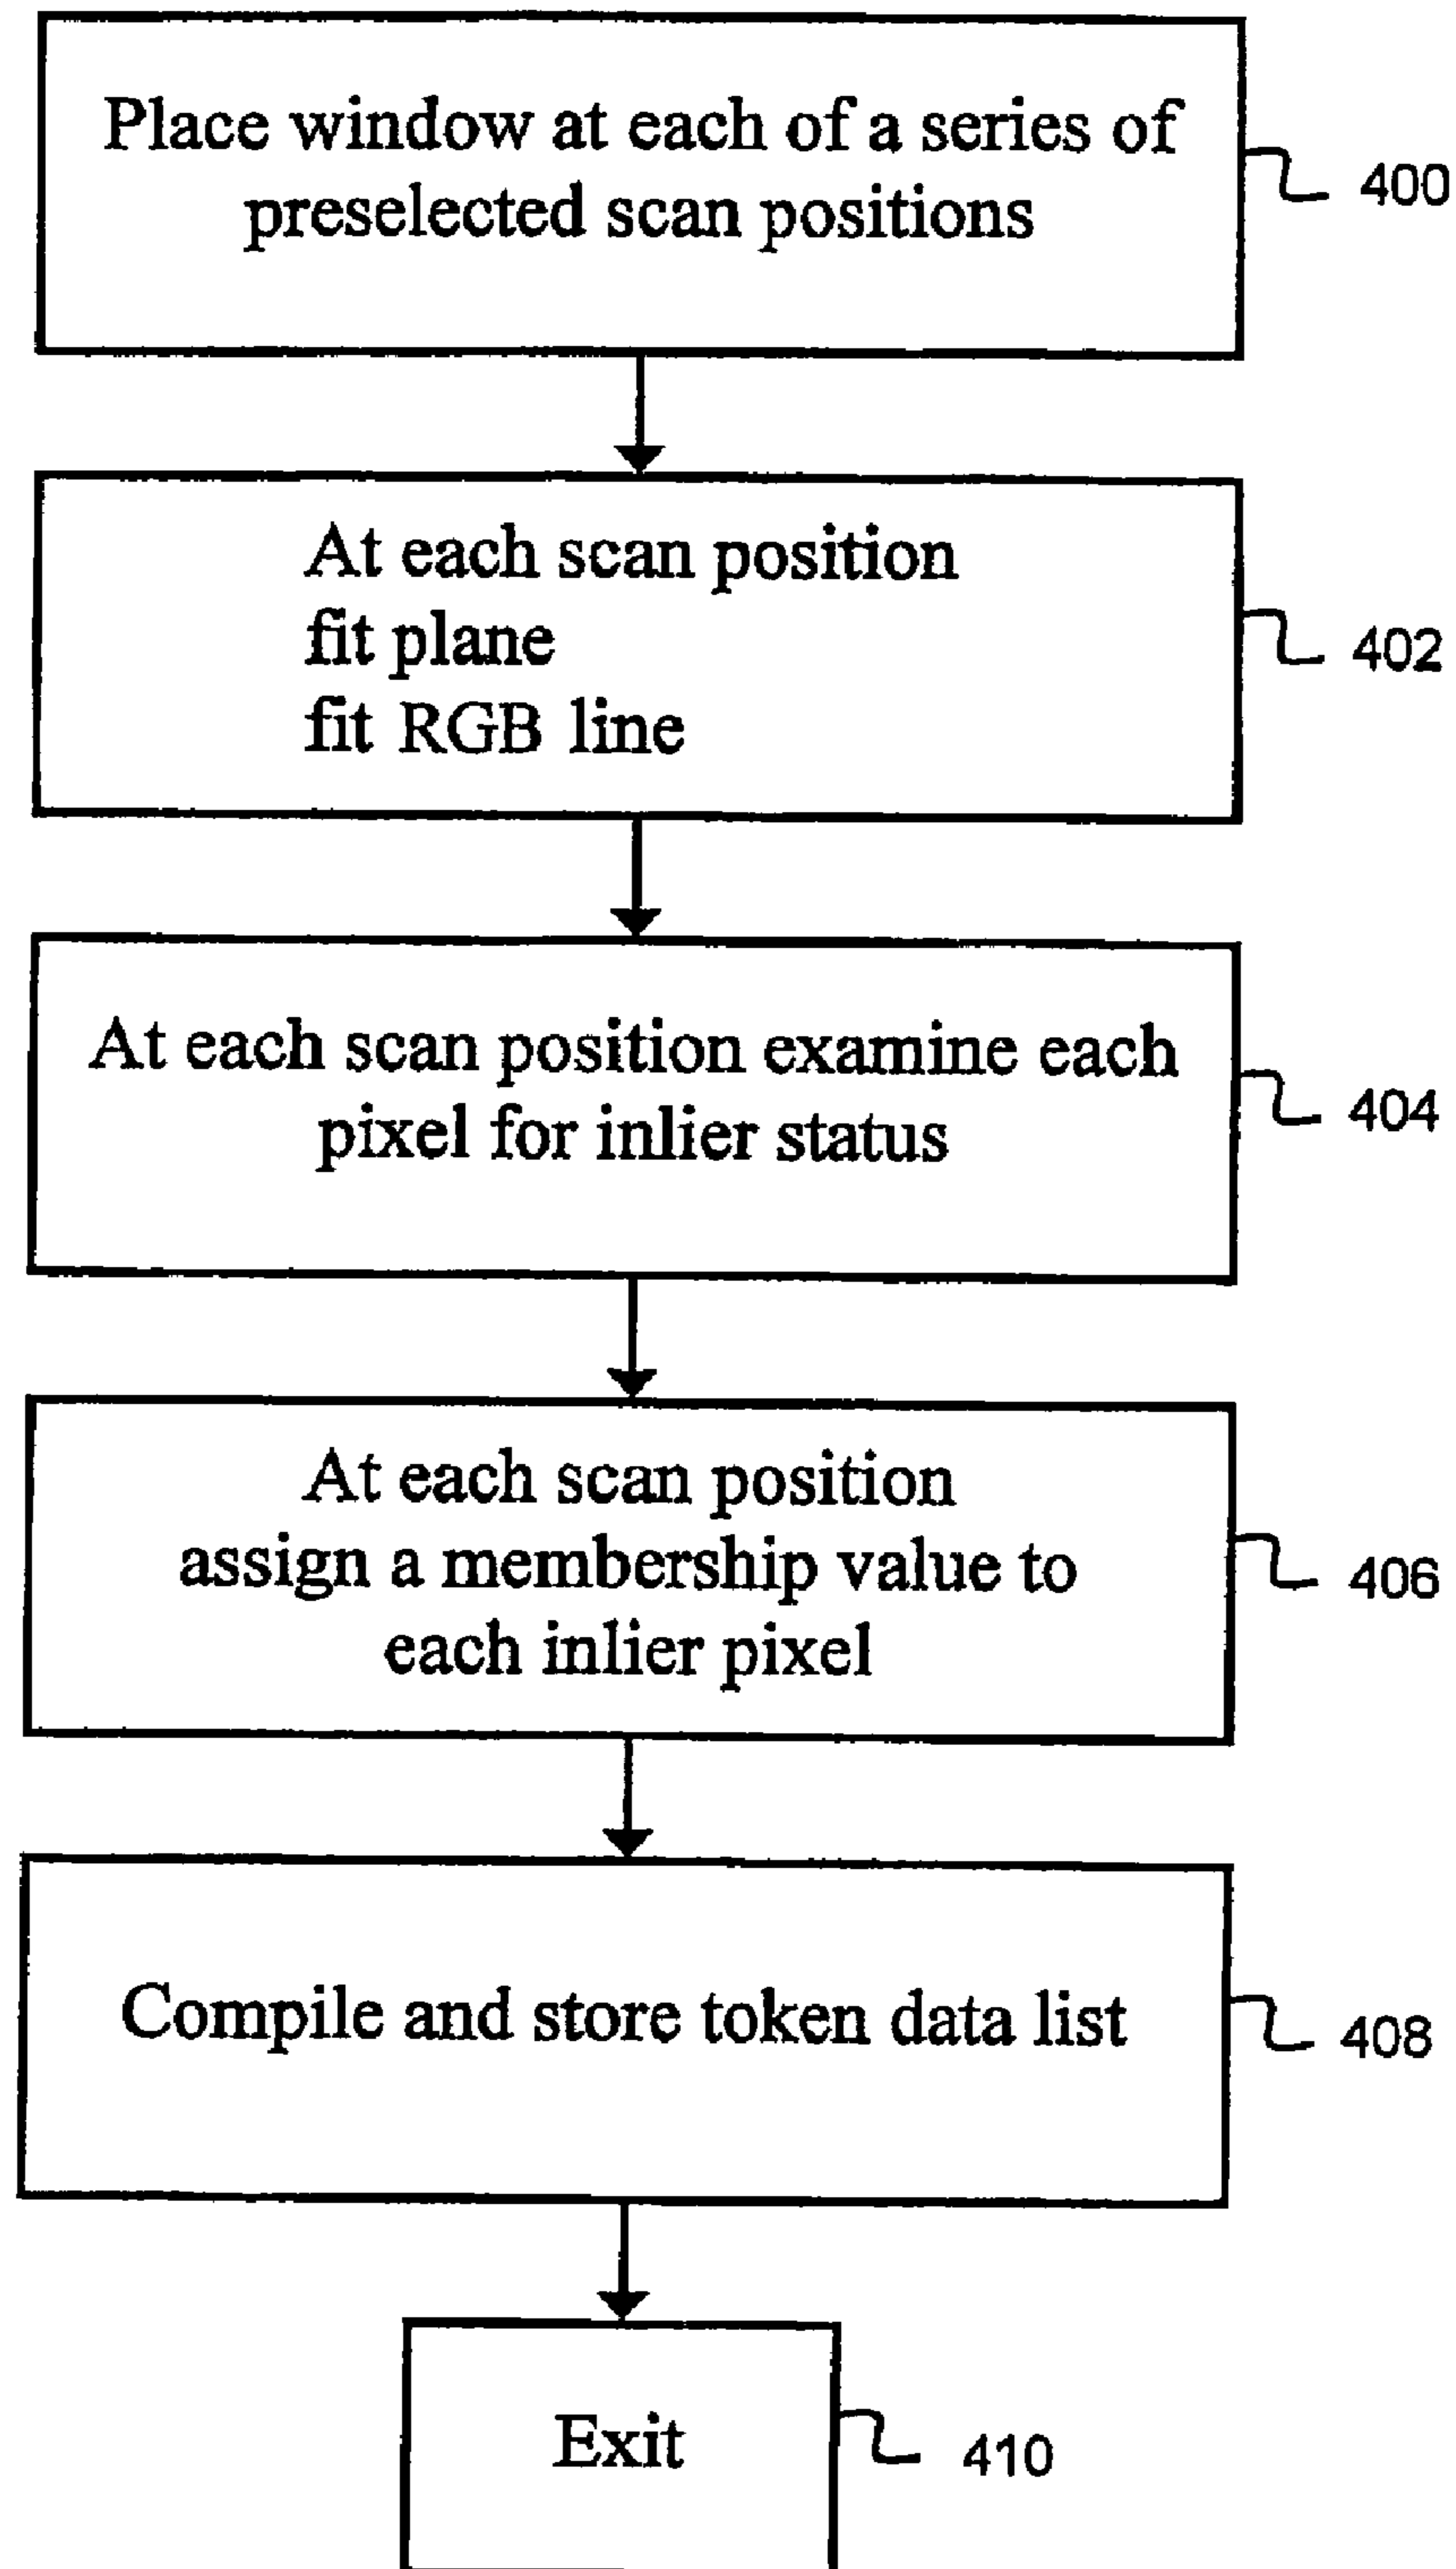 Place window at each of a series of
preselected scan positions
400
At each scan position
fit plane
fit RGB line
402
At each scan position examine each
pixel for inlier status
404
At each scan position
assign a membership value to
each inlier pixel
406
Compile and store token data list
408
Exit
410